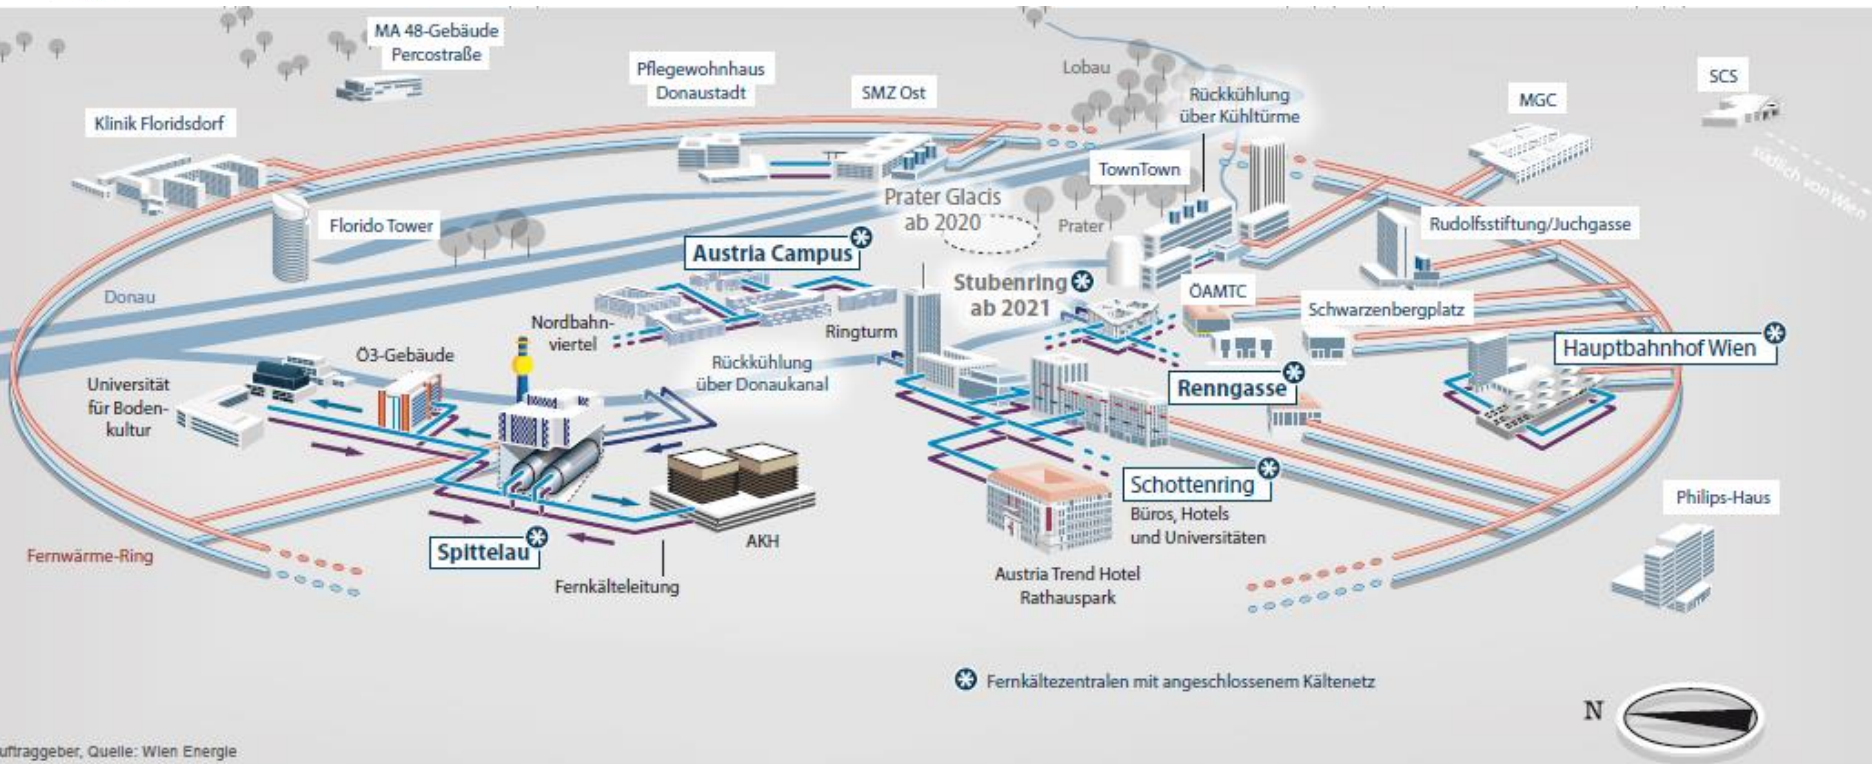 MA 48-Gebäude
Percostraße
Pflegewohnhaus
Donaustadt
SMZ Ost
Lobau
Rückkühlung
über Kühltürme
MGC
SCS
südlich von Wien
Klinik Floridsdorf
TownTown
Prater Glacis
ab 2020
Prater
Florido Tower
Rudolfsstiftung/Juchgasse
Austria Campus
Stubenring
ab 2021
ÖAMTC
Donau
Schwarzenbergplatz
Nordbahn-
viertel
Ringturm
Hauptbahnhof Wien
Ö3-Gebäude
Rückkühlung
über Donaukanal
Universität
für Boden-
kultur
Renngasse
Schottenring
Büros, Hotels
und Universitäten
Philips-Haus
Spittelau
AKH
Fernwärme-Ring
Fernkälteleitung
Austria Trend Hotel
Rathauspark
Fernkältezentralen mit angeschlossenem Kältenetz
N
uftraggeber, Quelle: Wien Energie